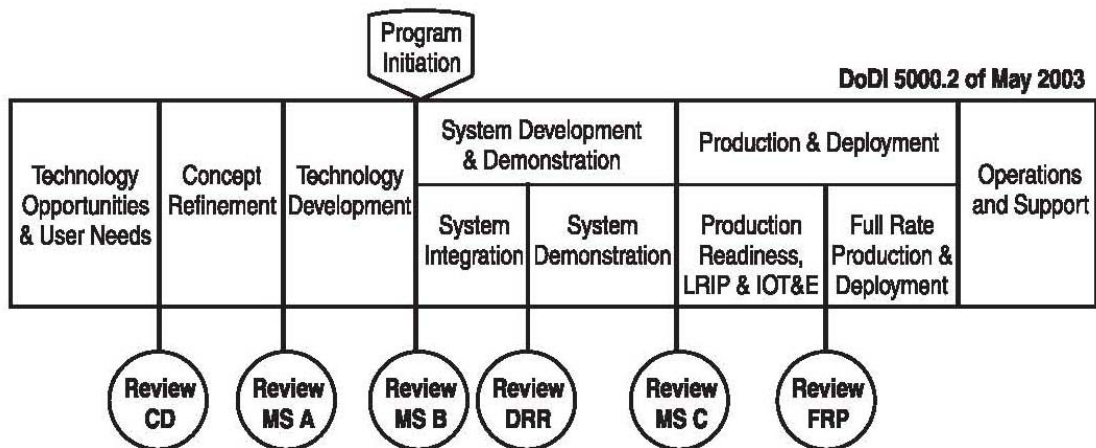 Program
Initiation
DoDI 5000.2 of May 2003
Technology
Opportunities
& User Needs
Concept
Refinement
Technology
Development
System Development
& Demonstration
System
Integration
System
Demonstration
Production & Deployment
Production
Readiness,
LRIP & IOT&E
Full Rate
Production &
Deployment
Operations
and Support
Review
CD
Review
MS A
Review
MS B
Review
DRR
Review
MS C
Review
FRP